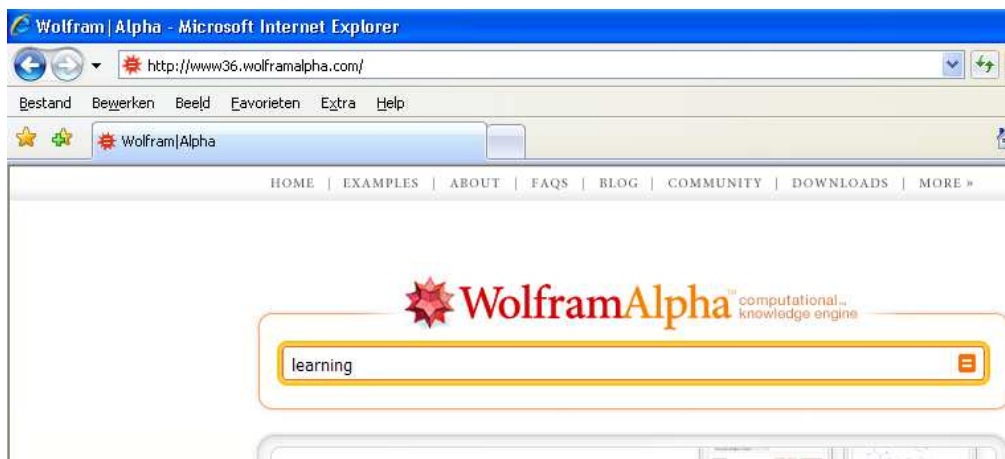 Wolfram|Alpha - Microsoft Internet Explorer
http://www36.wolframalpha.com/
Bestand Bewerken Beeld Favorieten Extra Help
Wolfram|Alpha
HOME | EXAMPLES | ABOUT | FAQS | BLOG | COMMUNITY | DOWNLOADS | MORE »
WolframAlpha™ computational..
knowledge engine
learning